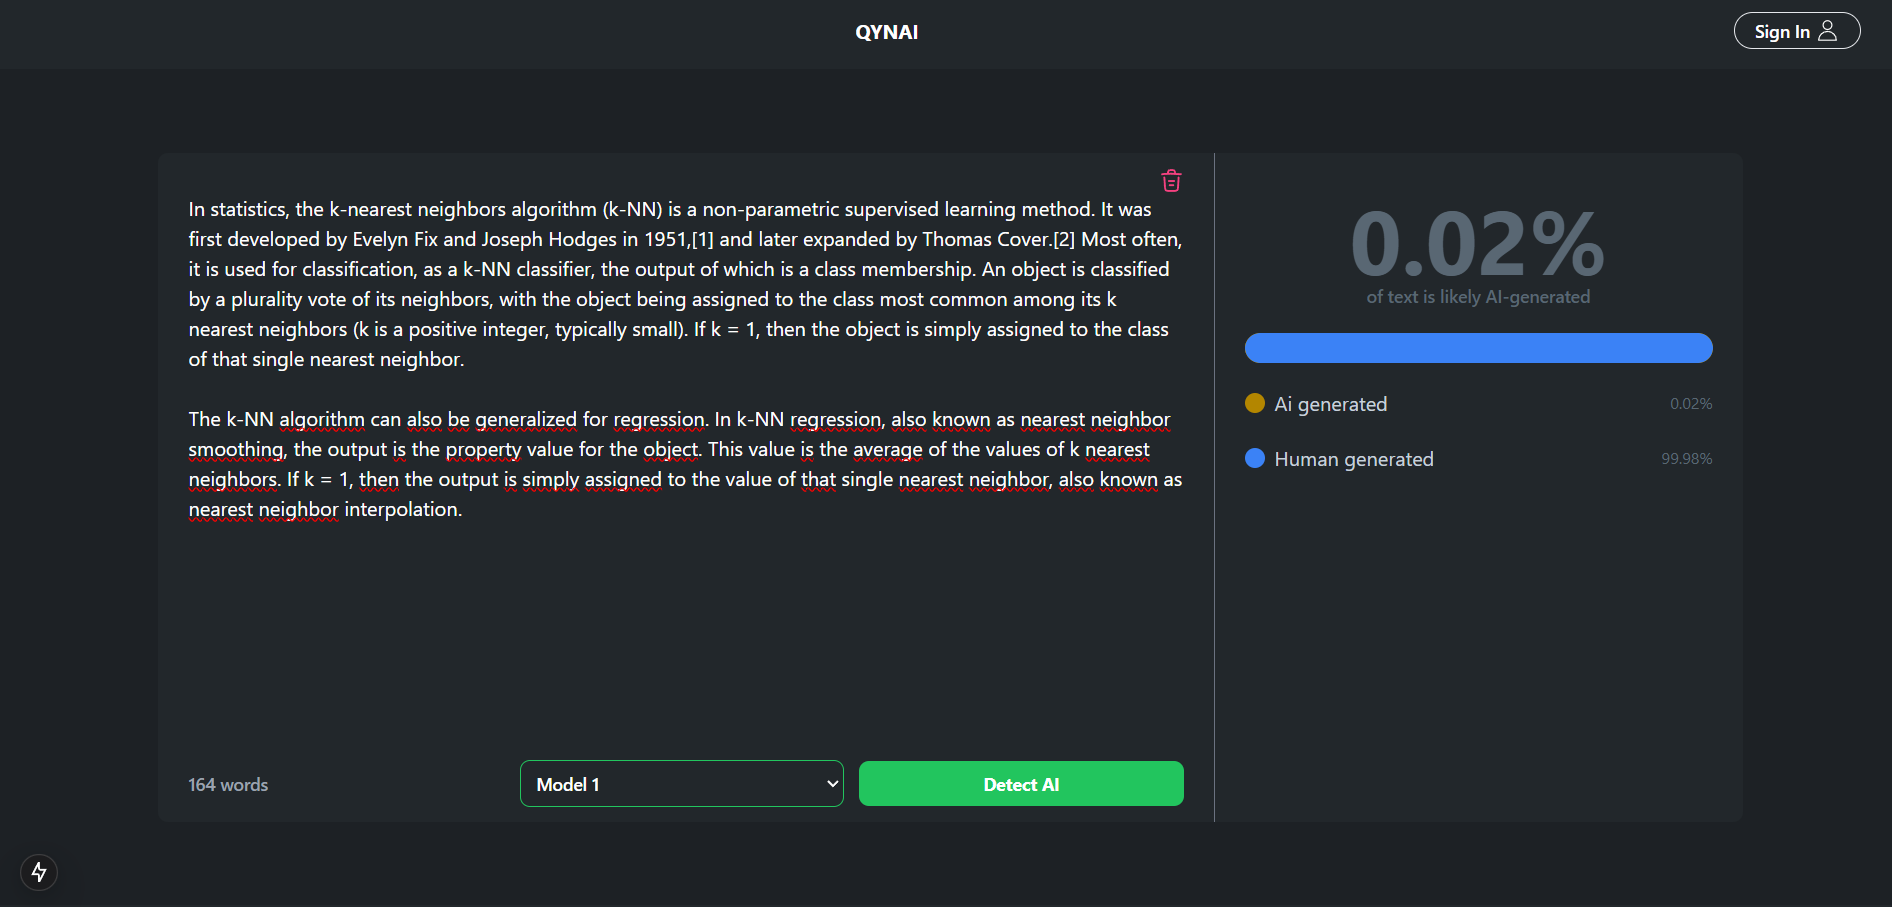 QYNAI
Sign In
In statistics, the k-nearest neighbors algorithm (k-NN) is a non-parametric supervised learning method. It was
first developed by Evelyn Fix and Joseph Hodges in 1951,[1] and later expanded by Thomas Cover.[2] Most often,
it is used for classification, as a k-NN classifier, the output of which is a class membership. An object is classified
by a plurality vote of its neighbors, with the object being assigned to the class most common among its k
nearest neighbors (k is a positive integer, typically small). If k = 1, then the object is simply assigned to the class
of that single nearest neighbor.
The k-NN algorithm can also be generalized for regression. In k-NN regression, also known as nearest neighbor
smoothing, the output is the property value for the object. This value is the average of the values of k nearest
neighbors. If k = 1, then the output is simply assigned to the value of that single nearest neighbor, also known as
nearest neighbor interpolation.
164 words
Model 1
Detect AI
0.02%
of text is likely AI-generated
Ai generated 0.02%
Human generated 99.98%